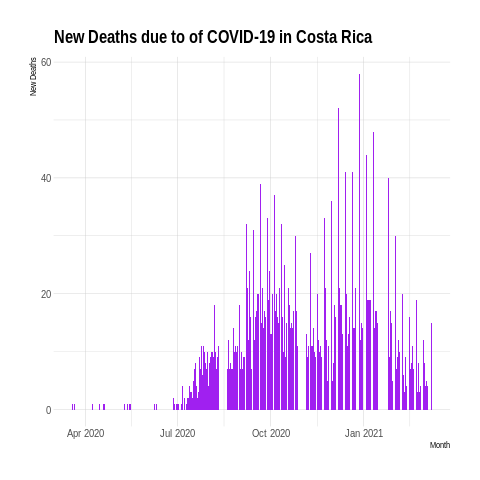 New Deaths due to of COVID-19 in Costa Rica
New Deaths
60
40
20
0
Apr 2020 Jul 2020 Oct 2020 Jan 2021
Month